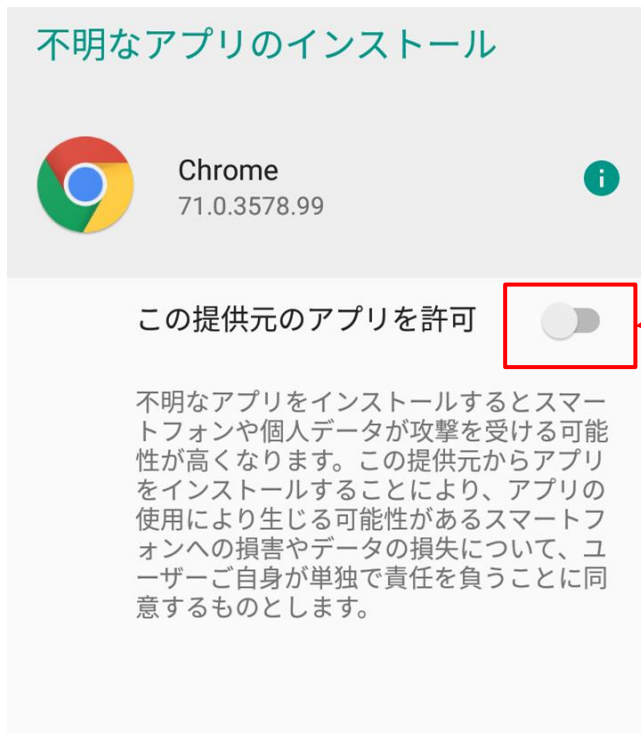 不明なアプリのインストール
Chrome
71.0.3578.99
この提供元のアプリを許可
不明なアプリをインストールするとスマー
トフォンや個人データが攻撃を受ける可能
性が高くなります。この提供元からアプリ
をインストールすることにより、アプリの
使用により生じる可能性があるスマートフ
ォンへの損害やデータの損失について、ユ
ーザーご自身が単独で責任を負うことに同
意するものとします。